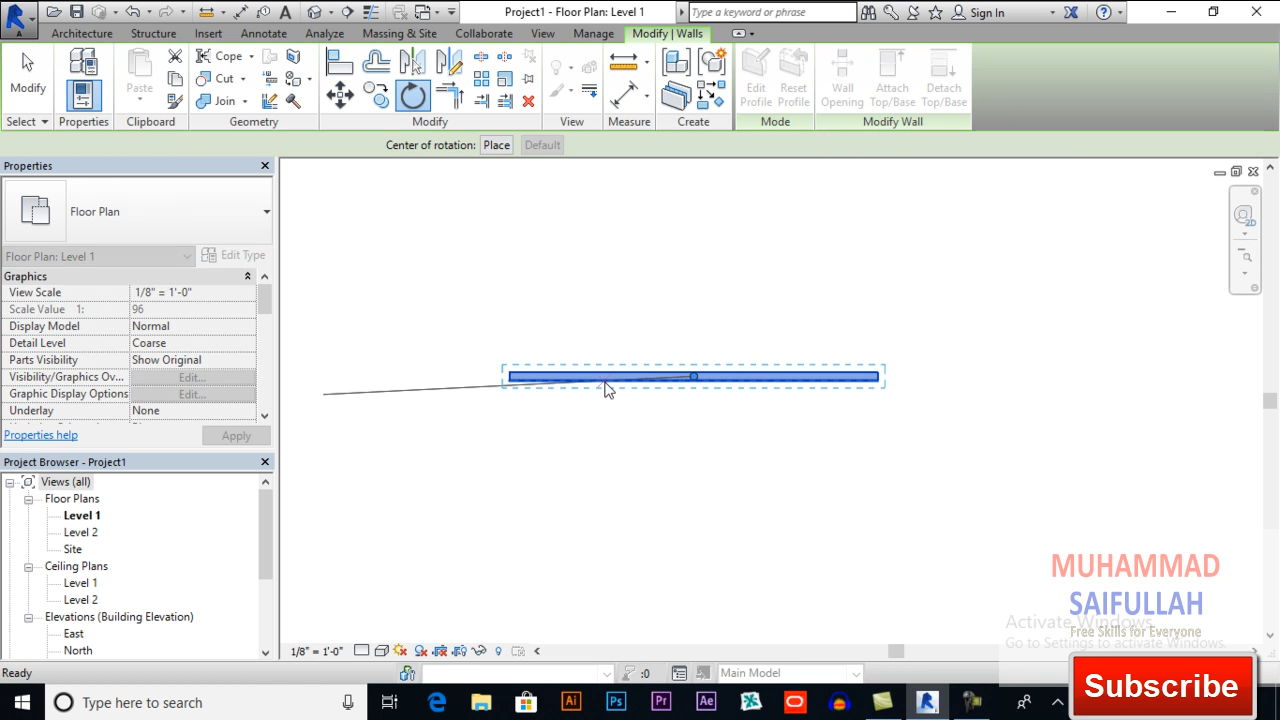 Project1 - Floor Plan: Level 1
Type a keyword or phrase
Sign In
Architecture Structure Insert Annotate Analyze Massing & Site Collaborate View Manage Modify | Walls
Modify
Paste
Cope
Cut
Join
Edit Profile
Reset Profile
Wall Opening
Attach Top/Base
Detach Top/Base
Select Properties Clipboard Geometry Modify View Measure Create Mode Modify Wall
Center of rotation: Place Default
Properties
Floor Plan
Floor Plan: Level 1 Edit Type
Graphics
View Scale 1/8" = 1'-0"
Scale Value 1: 96
Display Model Normal
Detail Level Coarse
Parts Visibility Show Original
Visibility/Graphics Ov... Edit...
Graphic Display Options Edit...
Underlay None
Properties help Apply
Project Browser - Project1
Views (all)
Floor Plans
Level 1
Level 2
Site
Ceiling Plans
Level 1
Level 2
Elevations (Building Elevation)
East
North
2D
1/8" = 1'-0"
MUHAMMAD
SAIFULLAH
Free Skills for Everyone
Activate Windows
Go to Settings to activate Windows.
Subscribe
Ready :0 Main Model
Type here to search
Ai Ps Pr Ae